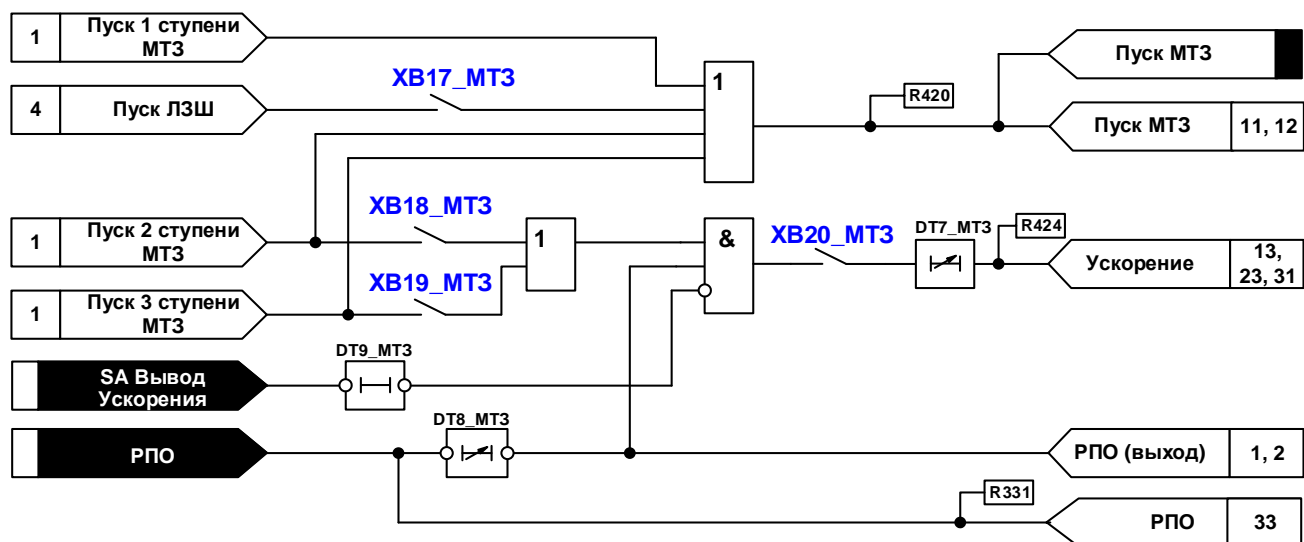 1
Пуск 1 ступени
МТЗ
4
Пуск ЛЗШ
XB17_МТЗ
1
R420
Пуск МТЗ
Пуск МТЗ
11, 12
1
Пуск 2 ступени
МТЗ
XB18_МТЗ
1
&
XB20_МТЗ
DT7_МТЗ
R424
Ускорение
13,
23, 31
1
Пуск 3 ступени
МТЗ
XB19_МТЗ
SA Вывод
Ускорения
DT9_МТЗ
РПО
DT8_МТЗ
РПО (выход)
1, 2
R331
РПО
33